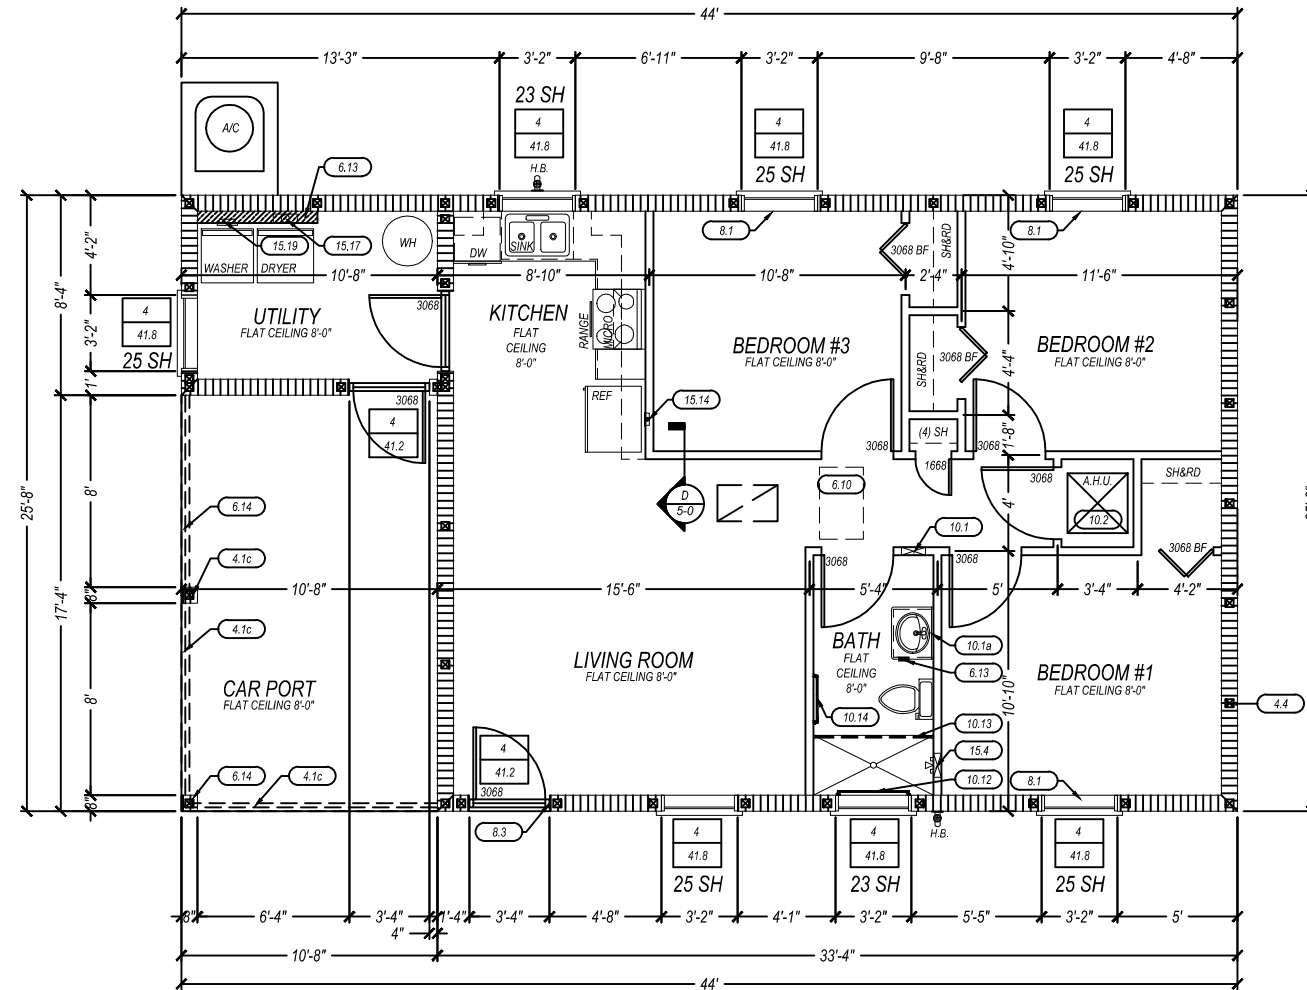 44'
13'-3"
3'-2"
6'-11"
3'-2"
9'-8"
3'-2"
4'-8"
23 SH
4
41.8
H.B.
4
41.8
25 SH
4
41.8
25 SH
A/C
6.13
15.19
15.17
WH
WASHER
DRYER
DW
SINK
8.1
8.1
3068 BF
SH&RD
4'-10"
10'-8"
8'-10"
10'-8"
2'-4"
11'-6"
4'-2"
8'-4"
3'-2"
1'
4
41.8
25 SH
UTILITY
FLAT CEILING 8'-0"
3068
KITCHEN
FLAT
CEILING
8'-0"
RANGE
MICRO.
REF
BEDROOM #3
FLAT CEILING 8'-0"
SH&RD
3068 BF
4'-4"
BEDROOM #2
FLAT CEILING 8'-0"
3068
4
41.2
15.14
3068
(4) SH
3068
1'-8"
1668
25'-8"
17'-4"
8'
6.14
4.1c
D
5-0
6.10
10.1
4'
3068
A.H.U.
10.2
SH&RD
3068 BF
3068
3068
8"
10'-8"
15'-6"
5'-4"
5'
3'-4"
4'-2"
4.1c
8'
CAR PORT
FLAT CEILING 8'-0"
LIVING ROOM
FLAT CEILING 8'-0"
BATH
FLAT
CEILING
8'-0"
10.1a
6.13
10.14
10.13
15.4
10.12
BEDROOM #1
FLAT CEILING 8'-0"
10'-10"
4.4
8.1
6.14
4.1c
8"
4
41.2
3068
8.3
H.B.
4
41.8
25 SH
4
41.8
23 SH
4
41.8
25 SH
8"
6'-4"
3'-4"
4"
1'-4"
3'-4"
4'-8"
3'-2"
4'-1"
3'-2"
5'-5"
3'-2"
5'
10'-8"
33'-4"
44'